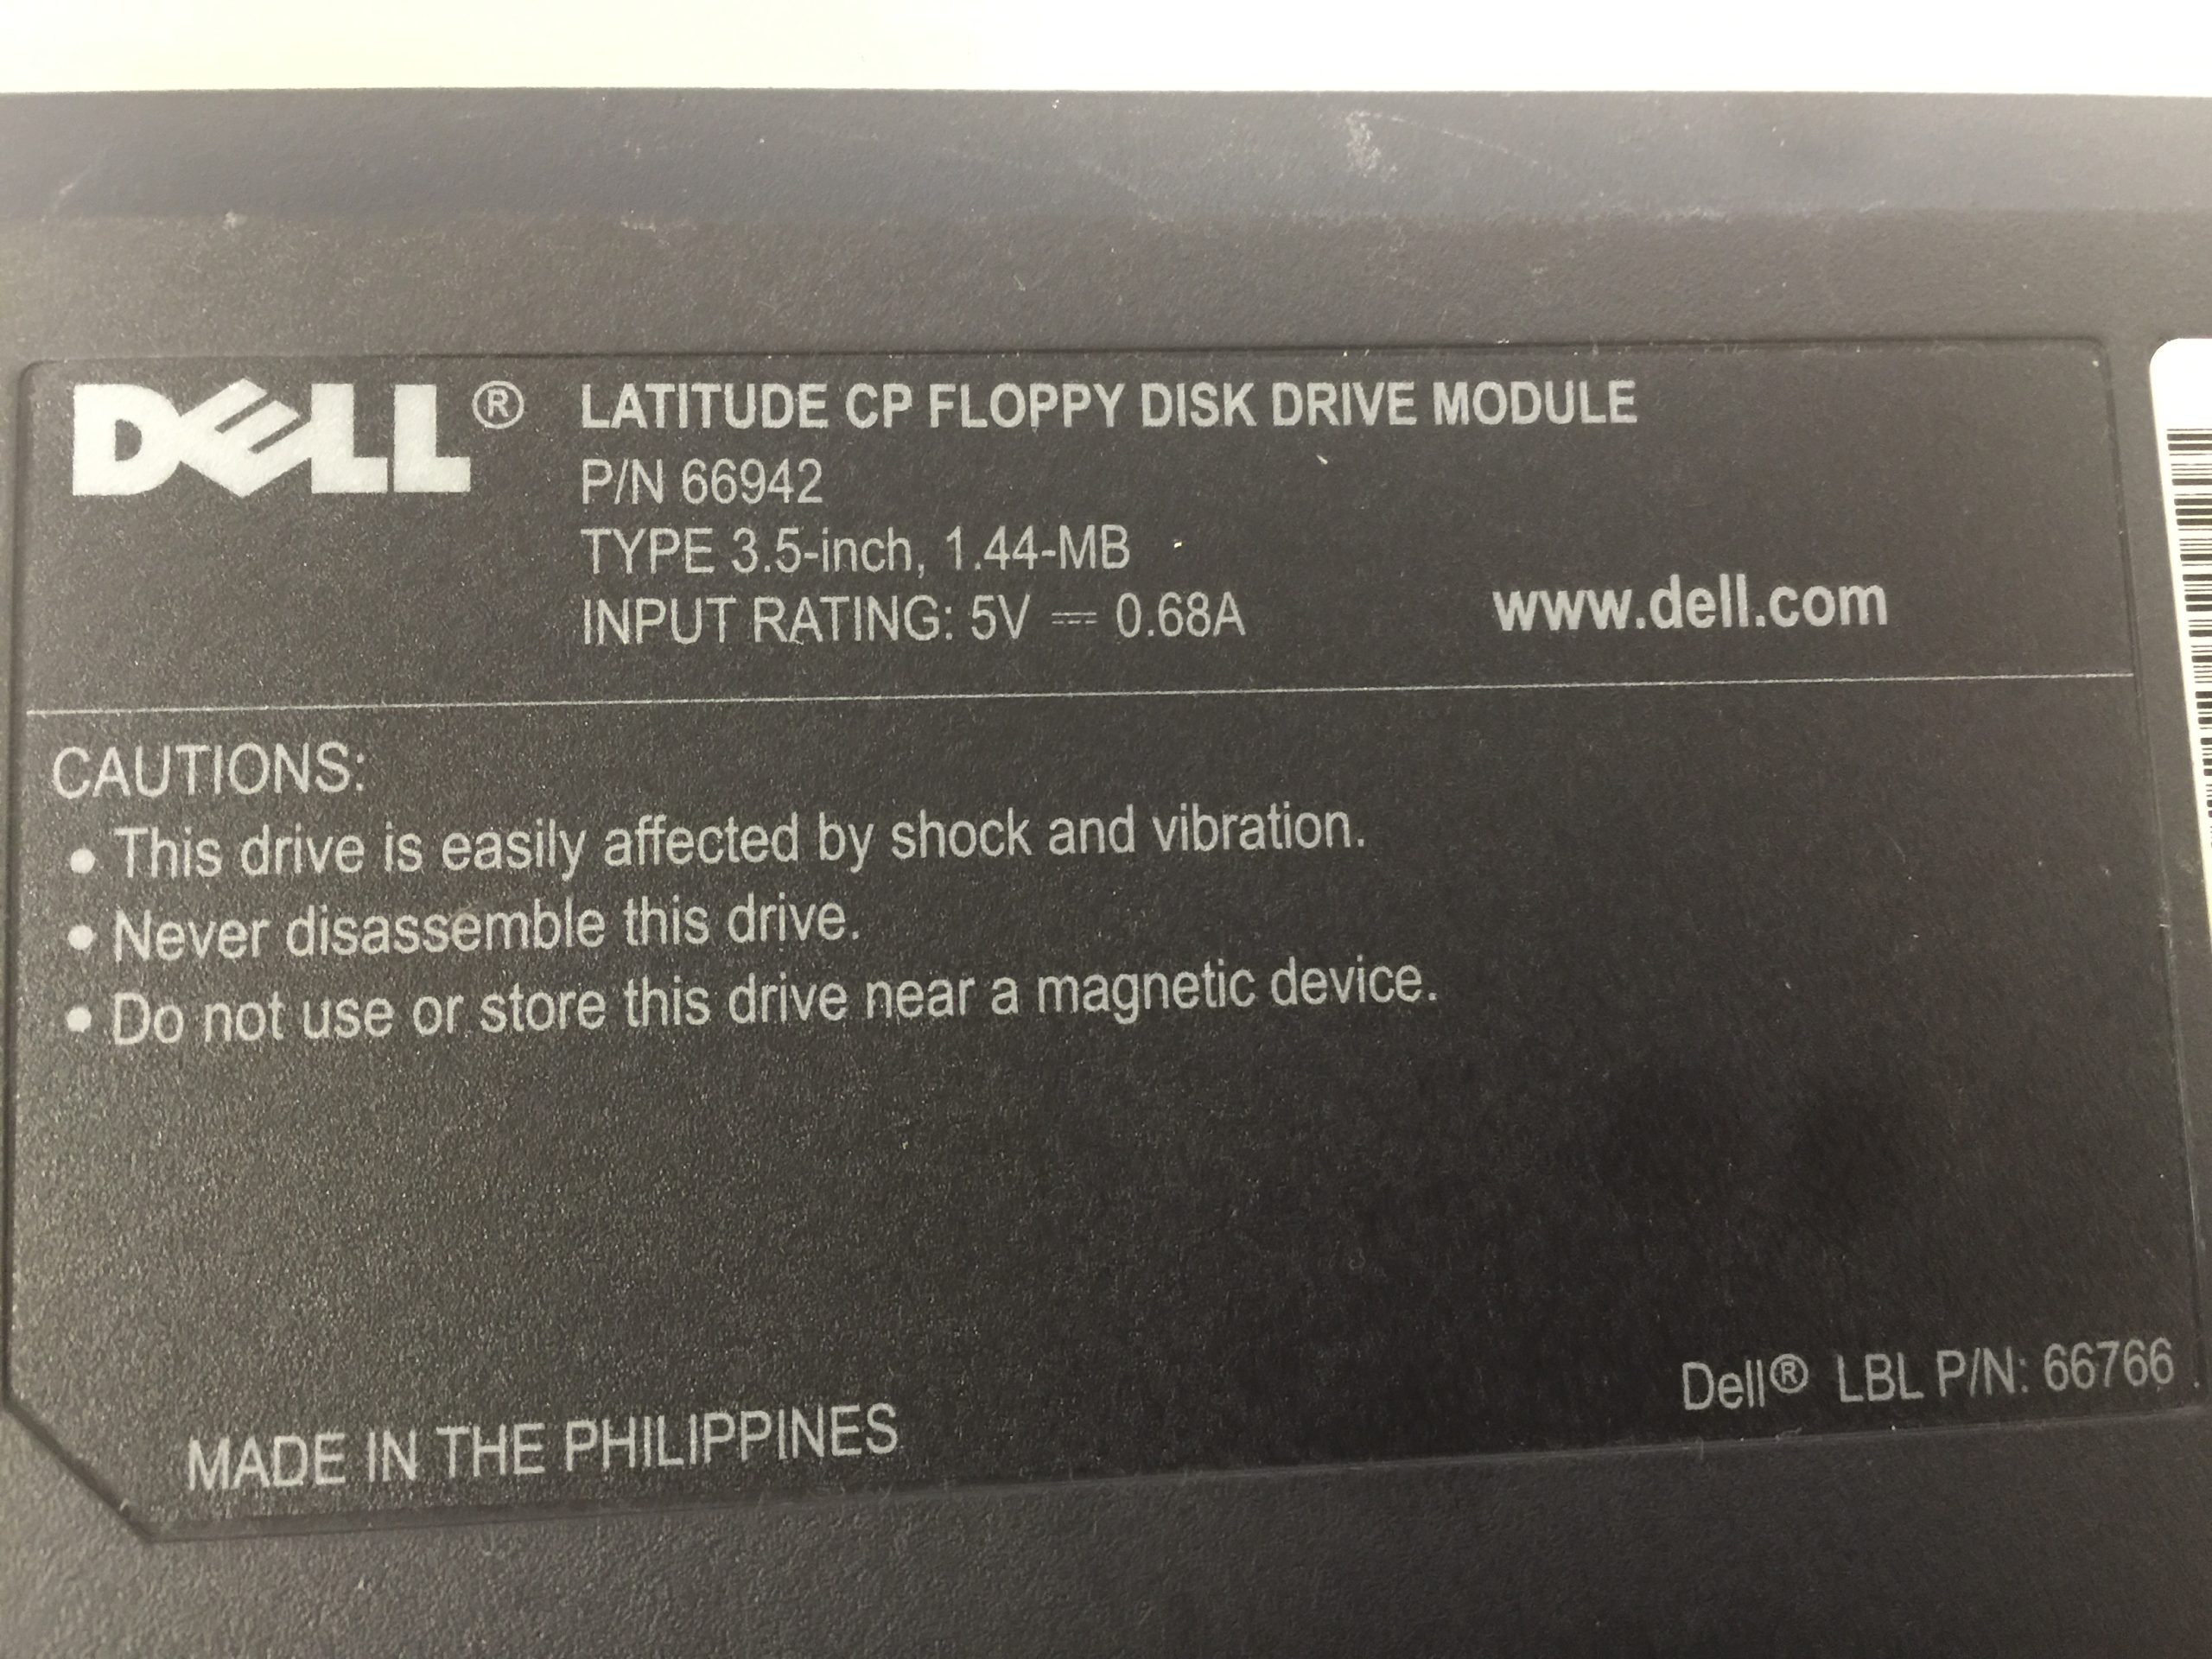 DELL® LATITUDE CP FLOPPY DISK DRIVE MODULE
P/N 66942
TYPE 3.5-inch, 1.44-MB
INPUT RATING: 5V ⎓ 0.68A
www.dell.com
CAUTIONS:
• This drive is easily affected by shock and vibration.
• Never disassemble this drive.
• Do not use or store this drive near a magnetic device.
Dell® LBL P/N: 66766
MADE IN THE PHILIPPINES